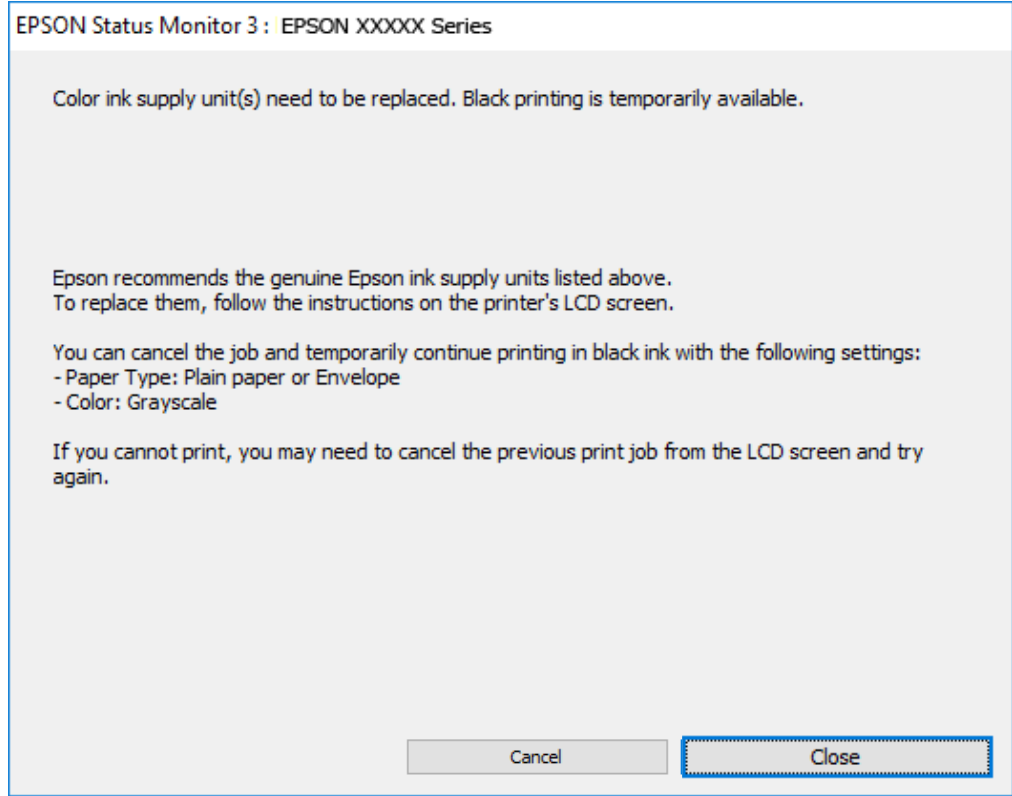 EPSON Status Monitor 3 : EPSON XXXXX Series
Color ink supply unit(s) need to be replaced. Black printing is temporarily available.
Epson recommends the genuine Epson ink supply units listed above.
To replace them, follow the instructions on the printer's LCD screen.
You can cancel the job and temporarily continue printing in black ink with the following settings:
- Paper Type: Plain paper or Envelope
- Color: Grayscale
If you cannot print, you may need to cancel the previous print job from the LCD screen and try
again.
Cancel Close